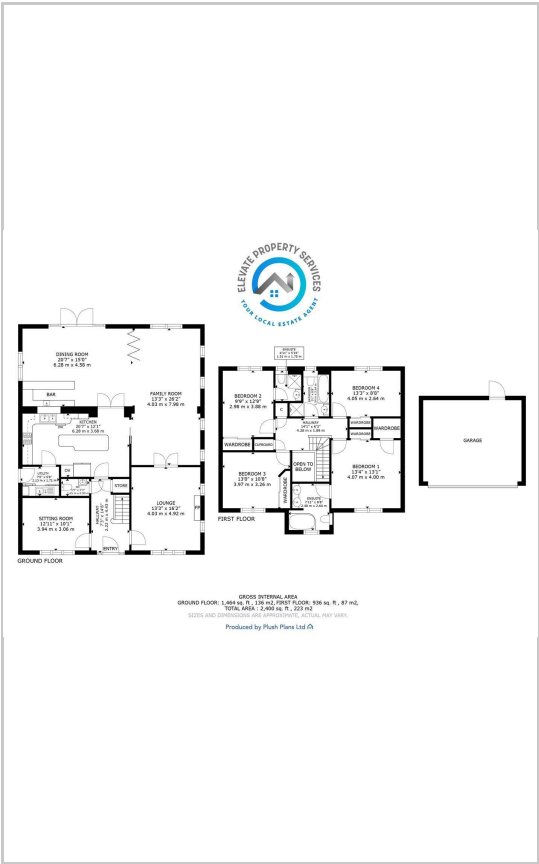 ELEVATE PROPERTY SERVICES
YOUR LOCAL ESTATE AGENT
DINING ROOM
20'7" x 15'0"
6.28 m x 4.58 m
BAR
FAMILY ROOM
13'3" x 26'2"
4.03 m x 7.98 m
KITCHEN
20'7" x 12'1"
6.28 m x 3.68 m
UTILITY
OV
STORE
HALLWAY
LOUNGE
13'3" x 16'2"
4.03 m x 4.92 m
FP
SITTING ROOM
12'11" x 10'1"
3.94 m x 3.06 m
ENTRY
GROUND FLOOR
ENSUITE
BEDROOM 2
9'9" x 12'9"
2.98 m x 3.88 m
BEDROOM 4
13'3" x 8'8"
4.05 m x 2.64 m
C
HALLWAY
WARDROBE
WARDROBE
WARDROBE
WARDROBE
CUPBOARD
BEDROOM 3
13'0" x 10'8"
3.97 m x 3.26 m
WARDROBE
OPEN TO
BELOW
BEDROOM 1
13'4" x 13'1"
4.07 m x 4.00 m
ENSUITE
FIRST FLOOR
GARAGE
GROSS INTERNAL AREA
GROUND FLOOR: 1,464 sq. ft , 136 m2, FIRST FLOOR: 936 sq. ft , 87 m2,
TOTAL AREA : 2,400 sq. ft , 223 m2
SIZES AND DIMENSIONS ARE APPROXIMATE, ACTUAL MAY VARY.
Produced by Plush Plans Ltd